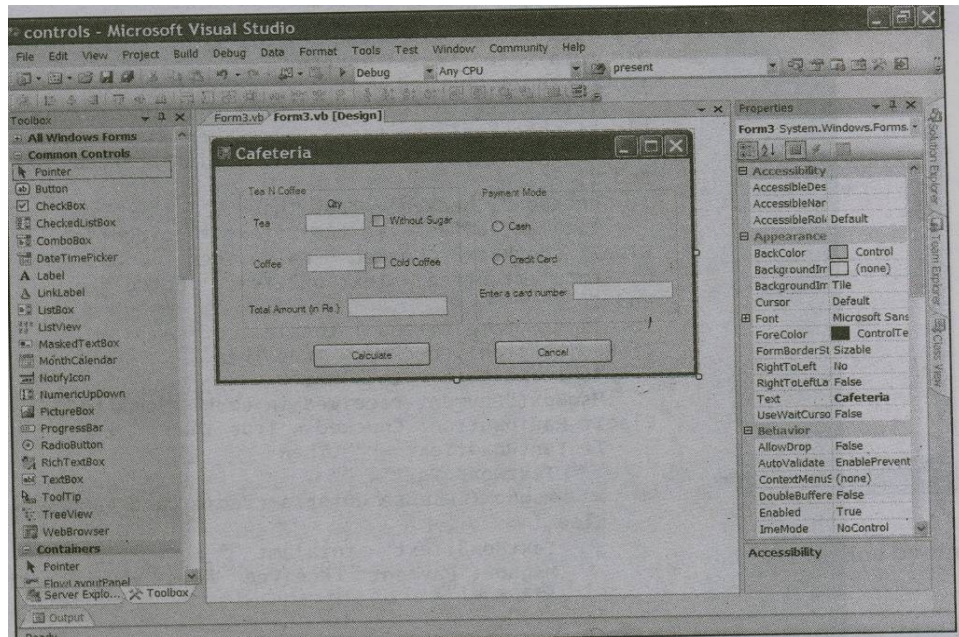 controls - Microsoft Visual Studio
File Edit View Project Build Debug Data Format Tools Test Window Community Help
Debug Any CPU present
Toolbox
All Windows Forms
Common Controls
Pointer
Button
CheckBox
CheckedListBox
ComboBox
DateTimePicker
Label
LinkLabel
ListBox
ListView
MaskedTextBox
MonthCalendar
NotifyIcon
NumericUpDown
PictureBox
ProgressBar
RadioButton
RichTextBox
TextBox
ToolTip
TreeView
WebBrowser
Containers
Pointer
FlowLayoutPanel
Server Explo... Toolbox
Output
Form3.vb Form3.vb [Design]
Cafeteria
Tea N Coffee
Qty
Tea Without Sugar
Coffee Cold Coffee
Total Amount (in Rs.)
Payment Mode
Cash
Credit Card
Enter a card number
Calculate Cancel
Properties
Form3 System.Windows.Forms.
Accessibility
AccessibleDes
AccessibleNar
AccessibleRole Default
Appearance
BackColor Control
BackgroundIm (none)
BackgroundIm Tile
Cursor Default
Font Microsoft Sans
ForeColor ControlTe
FormBorderSt Sizable
RightToLeft No
RightToLeftLa False
Text Cafeteria
UseWaitCurso False
Behavior
AllowDrop False
AutoValidate EnablePrevent
ContextMenuS (none)
DoubleBuffere False
Enabled True
ImeMode NoControl
Accessibility
Solution Explorer
Team Explorer
Class View